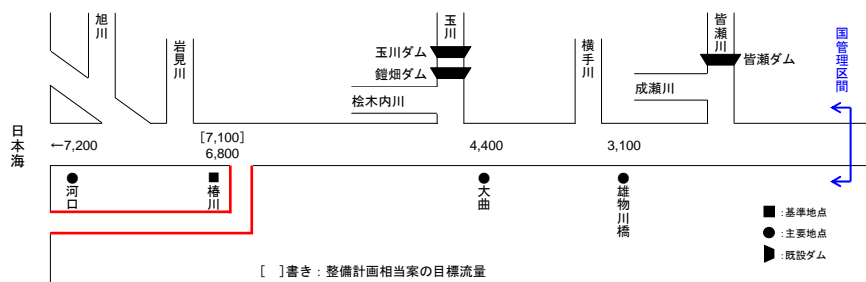 旭川
岩見川
玉川
玉川ダム
鎧畑ダム
桧木内川
横手川
皆瀬川
皆瀬ダム
成瀬川
国管理区間
日本海
←7,200
[7,100]
6,800
4,400
3,100
河口
椿川
大曲
雄物川橋
■ :基準地点
● :主要地点
:既設ダム
[ ]書き:整備計画相当案の目標流量